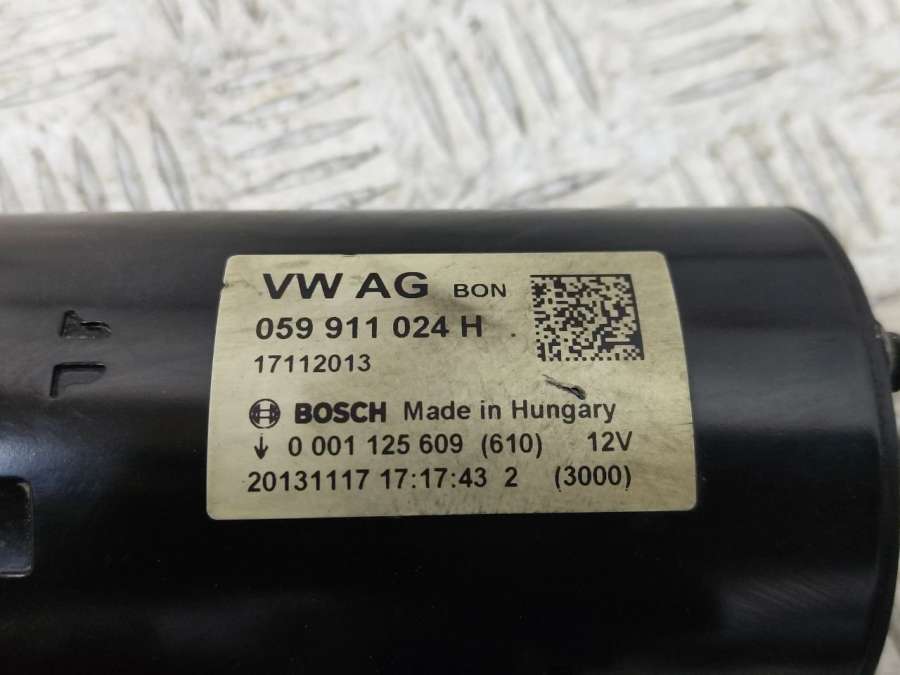 VW AG BON
059 911 024 H
17112013
BOSCH Made in Hungary
↓ 0 001 125 609 (610) 12V
20131117 17:17:43 2 (3000)